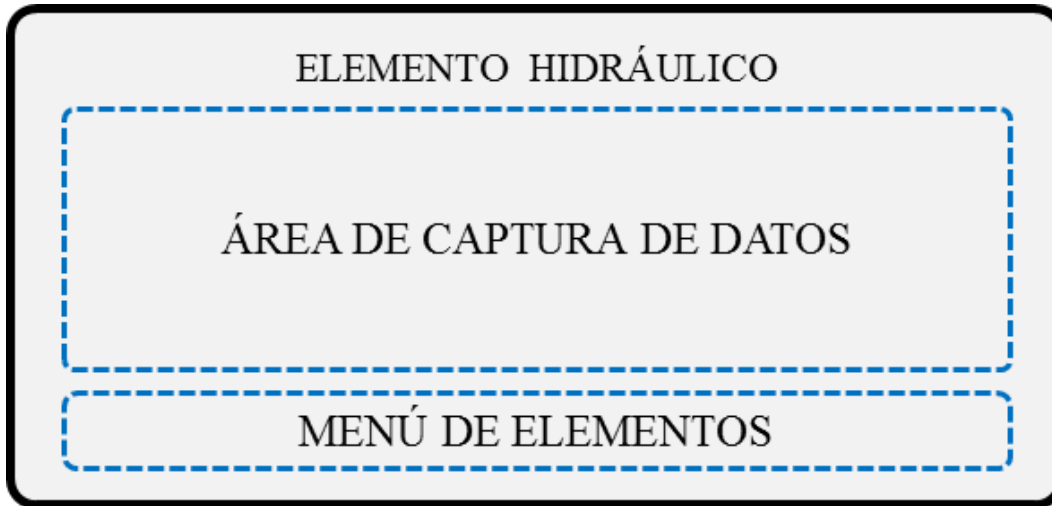 ELEMENTO HIDRÁULICO
ÁREA DE CAPTURA DE DATOS
MENÚ DE ELEMENTOS